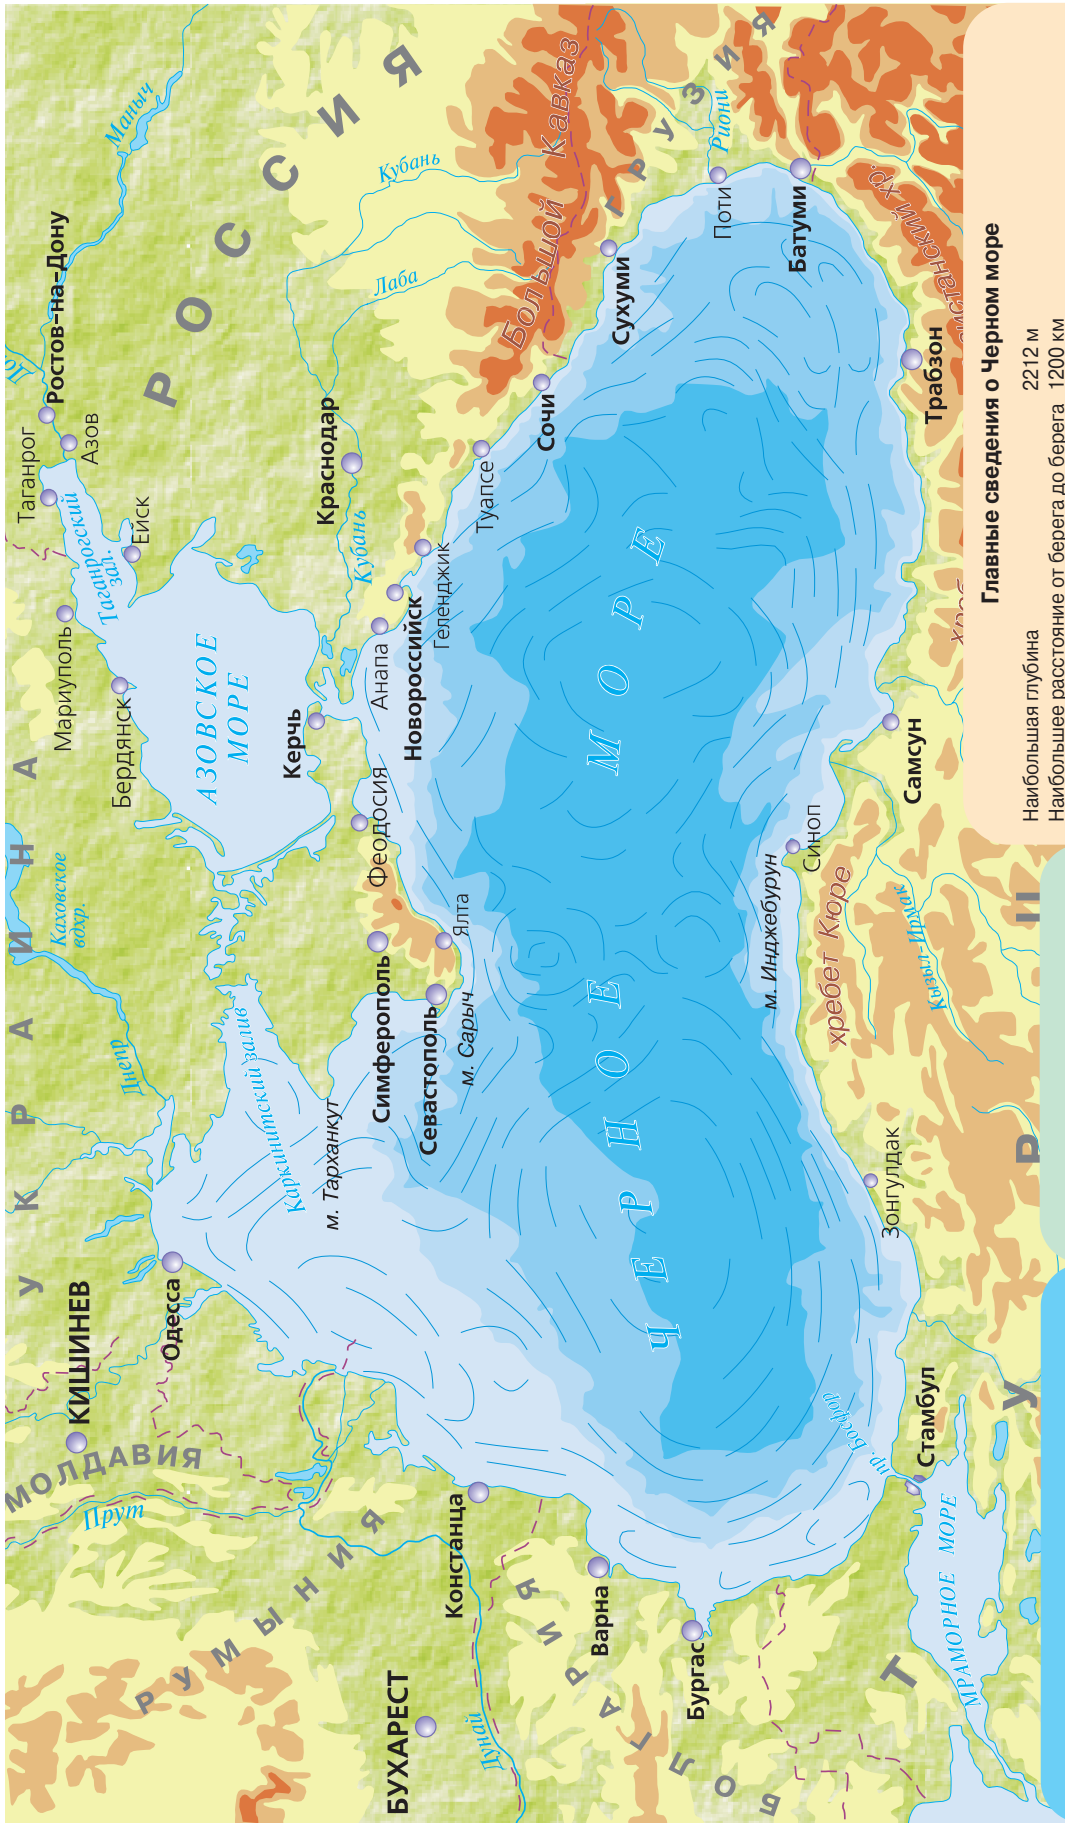 УКРАИНА
РОССИЯ
ГРУЗИЯ
МОЛДАВИЯ
РУМЫНИЯ
БОЛГАРИЯ
КИШИНЕВ
БУХАРЕСТ
Прут
Дунай
Днепр
Каховское
вдхр.
Одесса
Таганрог
Ростов-на-Дону
Азов
Маныч
Мариуполь
Таганрогский
зал.
Ейск
Бердянск
АЗОВСКОЕ
МОРЕ
Керчь
Каркинитский залив
м. Тарханкут
Симферополь
Севастополь
м. Сарыч
Ялта
Феодосия
Анапа
Новороссийск
Геленджик
Краснодар
Кубань
Кубань
Лаба
Туапсе
Сочи
Большой Кавказ
Сухуми
Поти
Риони
Батуми
ЧЕРНОЕ МОРЕ
Констанца
Варна
Бургас
пр. Босфор
Стамбул
МРАМОРНОЕ МОРЕ
Зонгулдак
м. Инджебурун
Синоп
хребет Кюре
Кызыл-Ирмак
Самсун
Трабзон
хр.
Т У Р Ц
Главные сведения о Черном море
Наибольшая глубина 2212 м
Наибольшее расстояние от берега до берега 1200 км